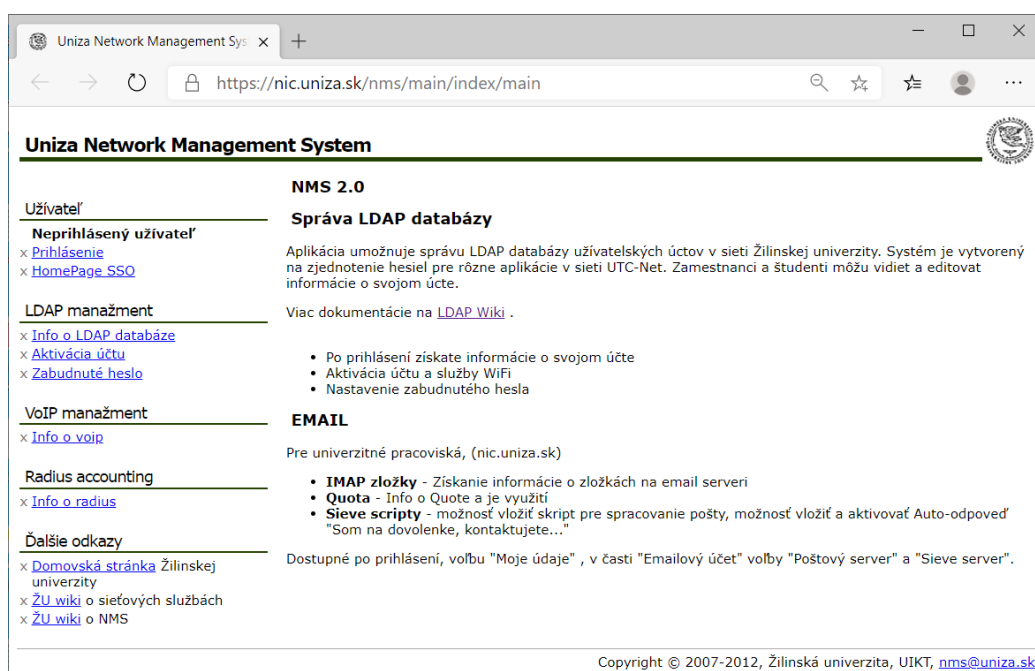 Uniza Network Management Sys
https://nic.uniza.sk/nms/main/index/main
Uniza Network Management System
Užívateľ
Neprihlásený užívateľ
x Prihlásenie
x HomePage SSO
LDAP manažment
x Info o LDAP databáze
x Aktivácia účtu
x Zabudnuté heslo
VoIP manažment
x Info o voip
Radius accounting
x Info o radius
Ďalšie odkazy
x Domovská stránka Žilinskej
univerzity
x ŽU wiki o sieťových službách
x ŽU wiki o NMS
NMS 2.0
Správa LDAP databázy
Aplikácia umožnuje správu LDAP databázy užívatelských úctov v sieti Žilinskej univerzity. Systém je vytvorený
na zjednotenie hesiel pre rôzne aplikácie v sieti UTC-Net. Zamestnanci a študenti môžu vidiet a editovat
informácie o svojom úcte.
Viac dokumentácie na LDAP Wiki .
• Po prihlásení získate informácie o svojom účte
• Aktivácia účtu a služby WiFi
• Nastavenie zabudnutého hesla
EMAIL
Pre univerzitné pracoviská, (nic.uniza.sk)
• IMAP zložky - Získanie informácie o zložkách na email serveri
• Quota - Info o Quote a je využití
• Sieve scripty - možnosť vložiť skript pre spracovanie pošty, možnosť vložiť a aktivovať Auto-odpoveď
"Som na dovolenke, kontaktujete..."
Dostupné po prihlásení, voľbu "Moje údaje" , v časti "Emailový účet" voľby "Poštový server" a "Sieve server".
Copyright © 2007-2012, Žilinská univerzita, UIKT, nms@uniza.sk